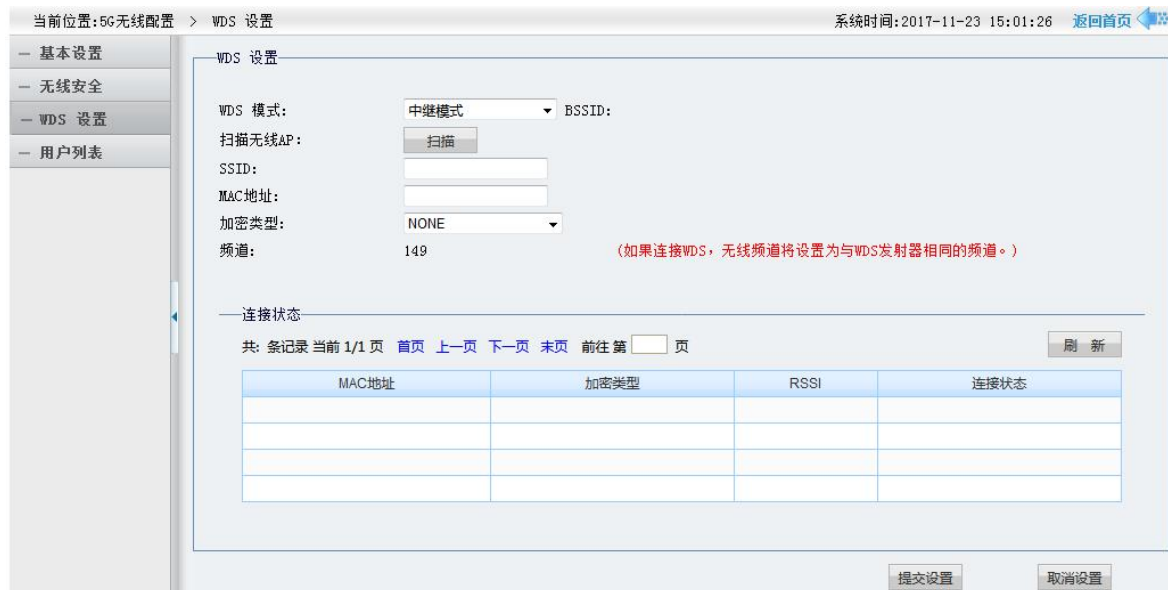 当前位置:5G无线配置 > WDS 设置 系统时间:2017-11-23 15:01:26 返回首页
— 基本设置
— 无线安全
— WDS 设置
— 用户列表
WDS 设置
WDS 模式: 中继模式 BSSID:
扫描无线AP: 扫描
SSID:
MAC地址:
加密类型: NONE
频道: 149 (如果连接WDS，无线频道将设置为与WDS发射器相同的频道。)
连接状态
共: 条记录 当前 1/1 页 首页 上一页 下一页 末页 前往 第 页 刷 新
MAC地址 加密类型 RSSI 连接状态
提交设置 取消设置